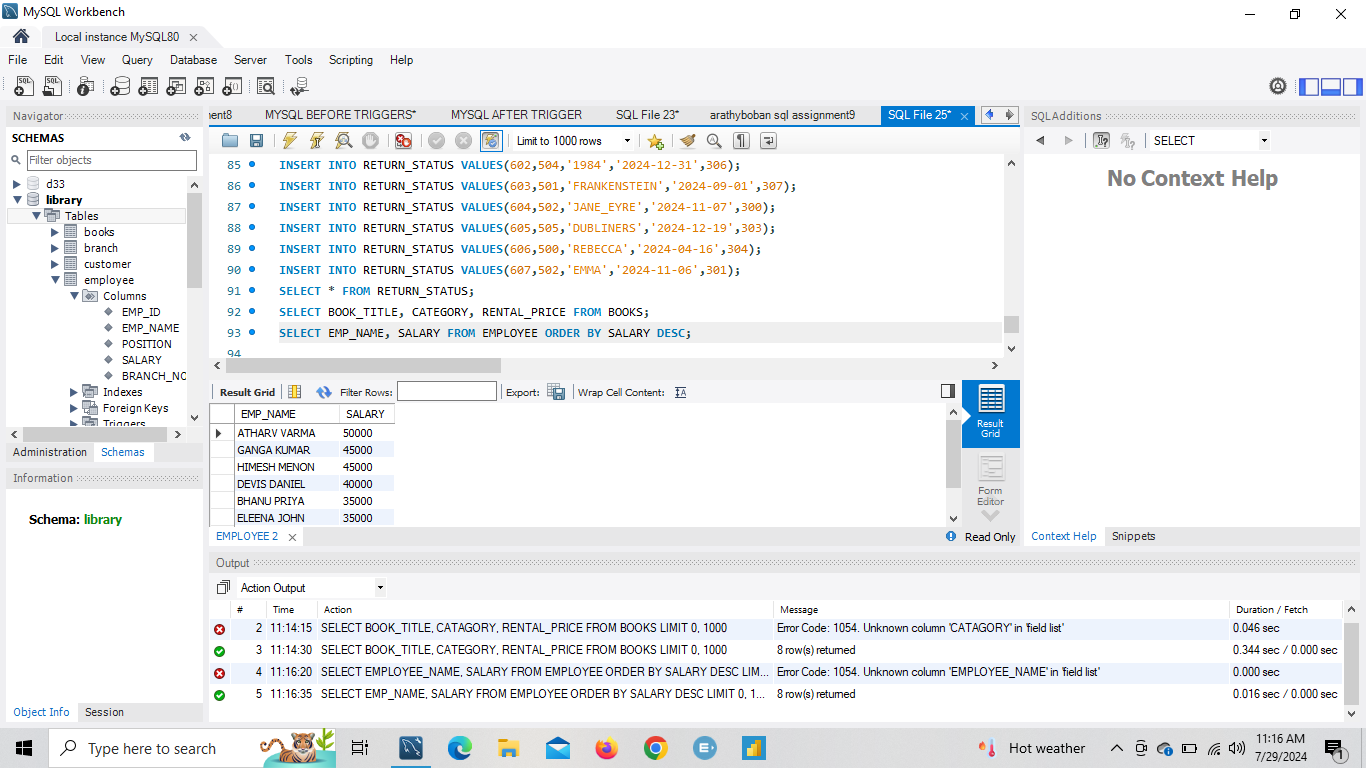 MySQL Workbench
Local instance MySQL80
File Edit View Query Database Server Tools Scripting Help
Navigator
SCHEMAS
Filter objects
d33
library
Tables
books
branch
customer
employee
Columns
EMP_ID
EMP_NAME
POSITION
SALARY
BRANCH_NO
Indexes
Foreign Keys
Triggers
Administration Schemas
Information
Schema: library
Object Info Session
ent8 MYSQL BEFORE TRIGGERS* MYSQL AFTER TRIGGER SQL File 23* arathyboban sql assignment9 SQL File 25*
Limit to 1000 rows
85 INSERT INTO RETURN_STATUS VALUES(602,504,'1984','2024-12-31',306);
86 INSERT INTO RETURN_STATUS VALUES(603,501,'FRANKENSTEIN','2024-09-01',307);
87 INSERT INTO RETURN_STATUS VALUES(604,502,'JANE_EYRE','2024-11-07',300);
88 INSERT INTO RETURN_STATUS VALUES(605,505,'DUBLINERS','2024-12-19',303);
89 INSERT INTO RETURN_STATUS VALUES(606,500,'REBECCA','2024-04-16',304);
90 INSERT INTO RETURN_STATUS VALUES(607,502,'EMMA','2024-11-06',301);
91 SELECT * FROM RETURN_STATUS;
92 SELECT BOOK_TITLE, CATEGORY, RENTAL_PRICE FROM BOOKS;
93 SELECT EMP_NAME, SALARY FROM EMPLOYEE ORDER BY SALARY DESC;
94
Result Grid Filter Rows: Export: Wrap Cell Content:
EMP_NAME SALARY
ATHARV VARMA 50000
GANGA KUMAR 45000
HIMESH MENON 45000
DEVIS DANIEL 40000
BHANU PRIYA 35000
ELEENA JOHN 35000
Result
Grid
Form
Editor
EMPLOYEE 2
Read Only
SQLAdditions
SELECT
No Context Help
Context Help Snippets
Output
Action Output
# Time Action Message Duration / Fetch
2 11:14:15 SELECT BOOK_TITLE, CATAGORY, RENTAL_PRICE FROM BOOKS LIMIT 0, 1000 Error Code: 1054. Unknown column 'CATAGORY' in 'field list' 0.046 sec
3 11:14:30 SELECT BOOK_TITLE, CATEGORY, RENTAL_PRICE FROM BOOKS LIMIT 0, 1000 8 row(s) returned 0.344 sec / 0.000 sec
4 11:16:20 SELECT EMPLOYEE_NAME, SALARY FROM EMPLOYEE ORDER BY SALARY DESC LIM... Error Code: 1054. Unknown column 'EMPLOYEE_NAME' in 'field list' 0.000 sec
5 11:16:35 SELECT EMP_NAME, SALARY FROM EMPLOYEE ORDER BY SALARY DESC LIMIT 0, 1... 8 row(s) returned 0.016 sec / 0.000 sec
Type here to search
Hot weather
11:16 AM
7/29/2024
1